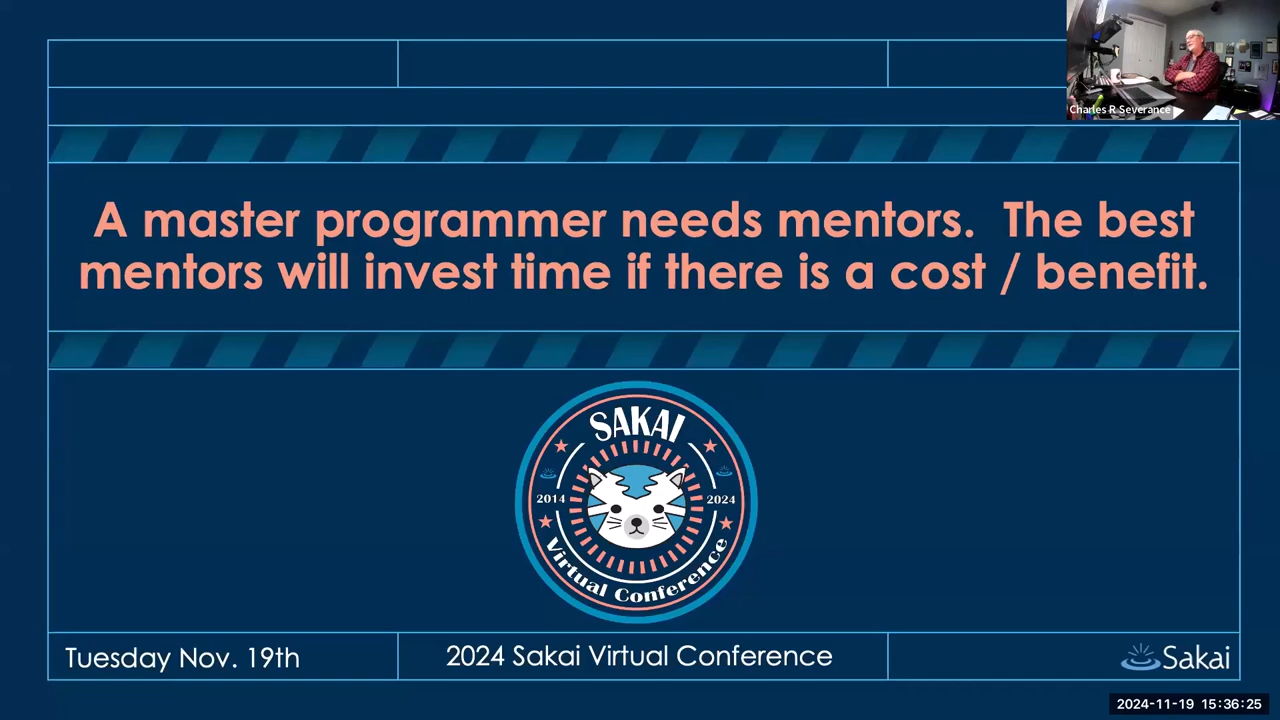 Charles R Severance
A master programmer needs mentors.  The best
mentors will invest time if there is a cost / benefit.
SAKAI
2014
2024
Virtual Conference
Tuesday Nov. 19th
2024 Sakai Virtual Conference
Sakai
2024-11-19 15:36:25